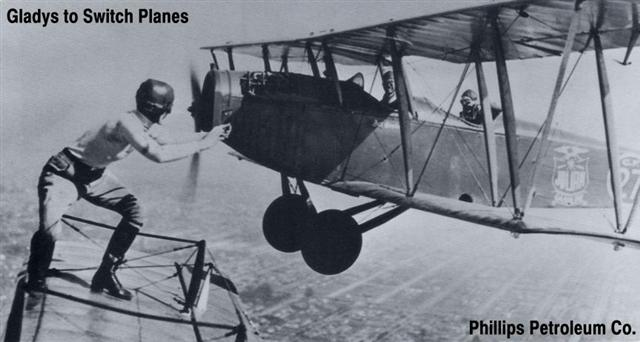 Gladys to Switch Planes
Phillips Petroleum Co.